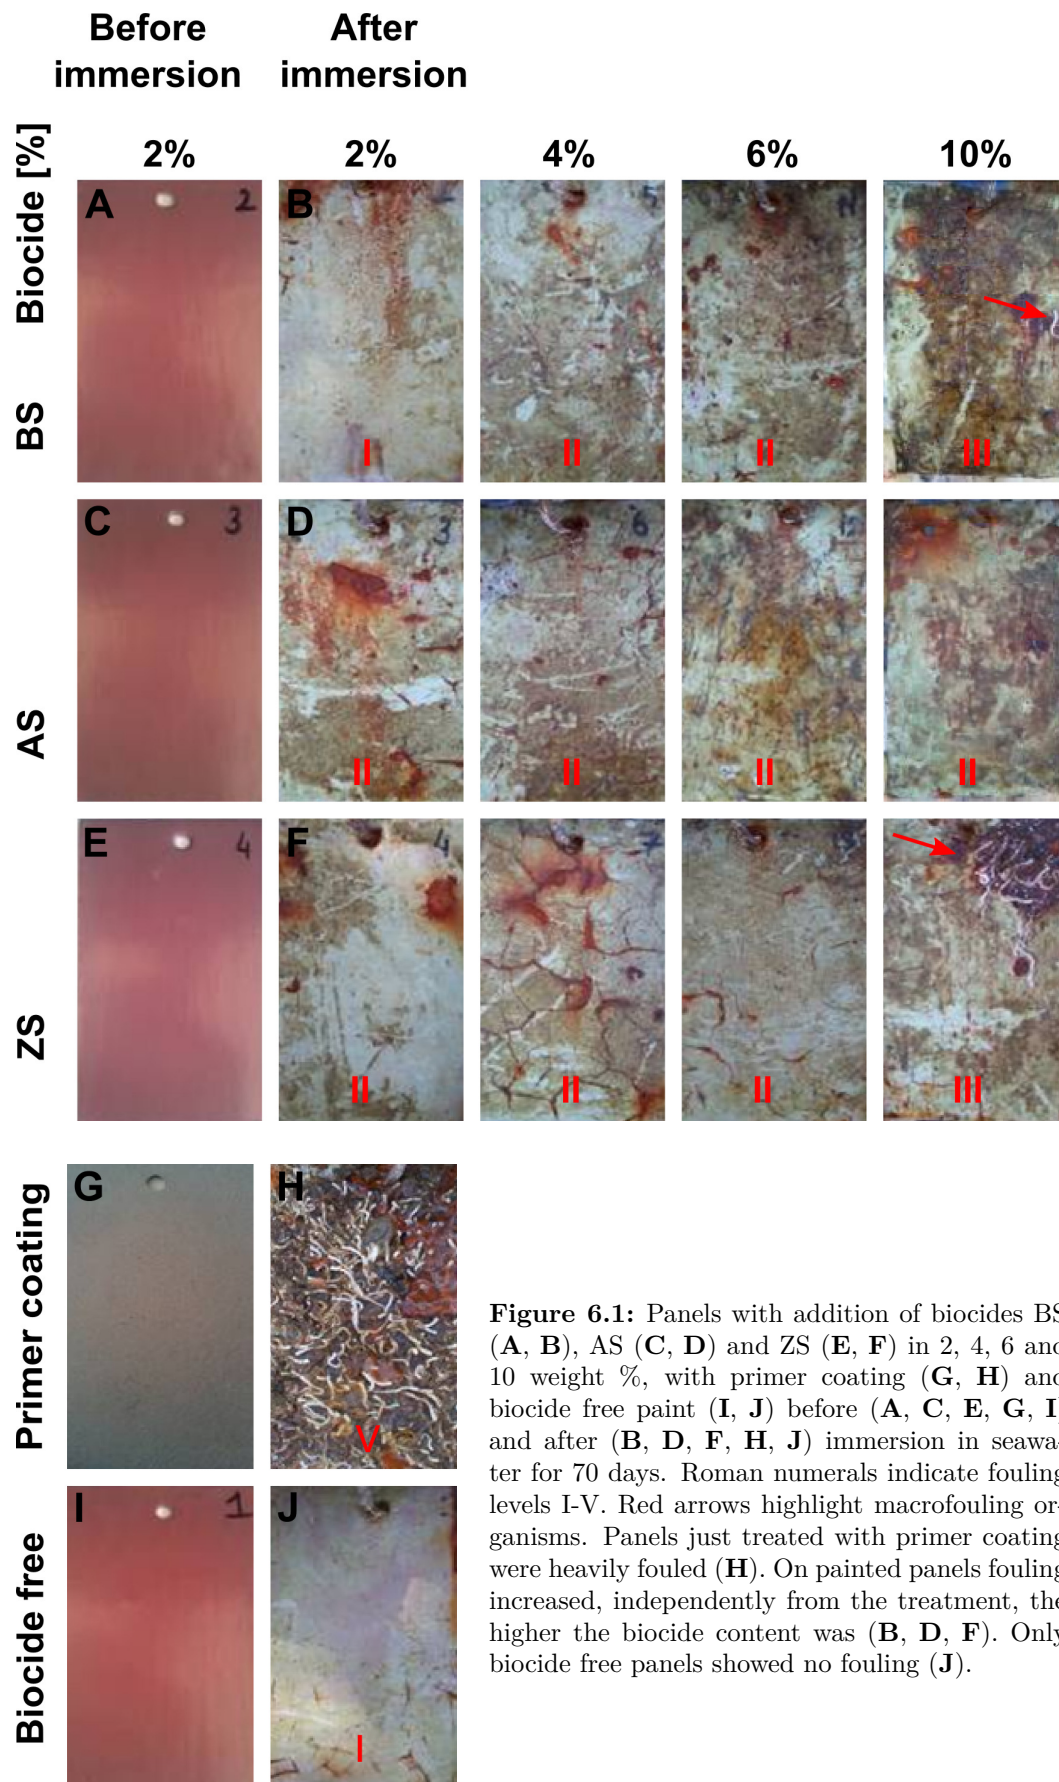 Before immersion
After immersion
Biocide [%]
2%
2%
4%
6%
10%
BS
A
2
B
I
5
II
II
III
AS
C
3
D
3
II
6
II
II
II
ZS
E
4
F
4
II
II
II
III
Primer coating
G
H
V
Biocide free
I
1
J
I
Figure 6.1: Panels with addition of biocides BS
(A, B), AS (C, D) and ZS (E, F) in 2, 4, 6 and
10 weight %, with primer coating (G, H) and
biocide free paint (I, J) before (A, C, E, G, I
and after (B, D, F, H, J) immersion in seawa-
ter for 70 days. Roman numerals indicate fouling
levels I-V. Red arrows highlight macrofouling or-
ganisms. Panels just treated with primer coating
were heavily fouled (H). On painted panels fouling
increased, independently from the treatment, the
higher the biocide content was (B, D, F). Only
biocide free panels showed no fouling (J).